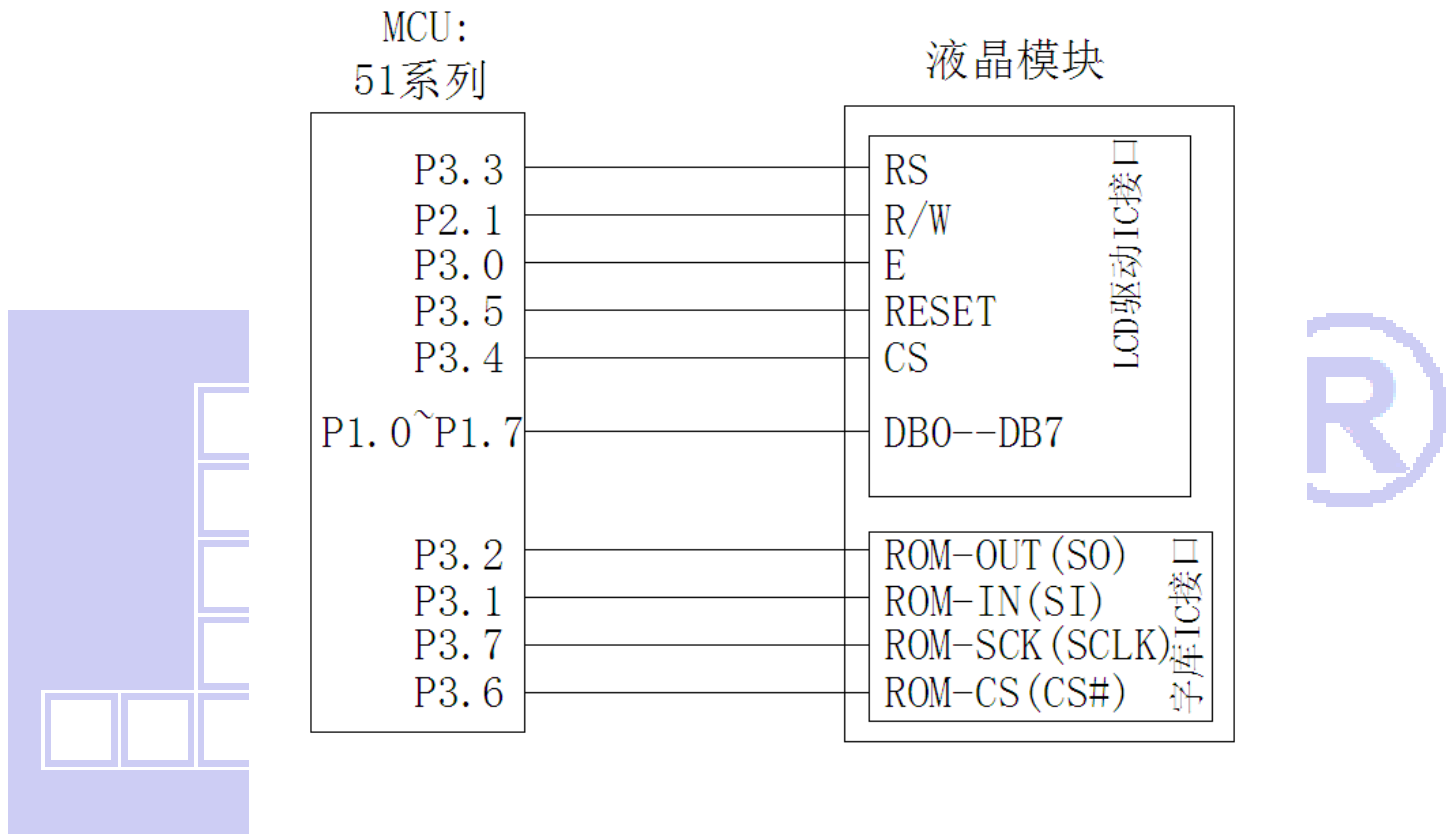 MCU:
51系列
液晶模块
P3.3
RS
P2.1
R/W
P3.0
E
P3.5
RESET
P3.4
CS
P1.0~P1.7
DB0--DB7
LCD驱动IC接口
P3.2
ROM-OUT(SO)
P3.1
ROM-IN(SI)
P3.7
ROM-SCK(SCLK)
P3.6
ROM-CS(CS#)
字库IC接口
R